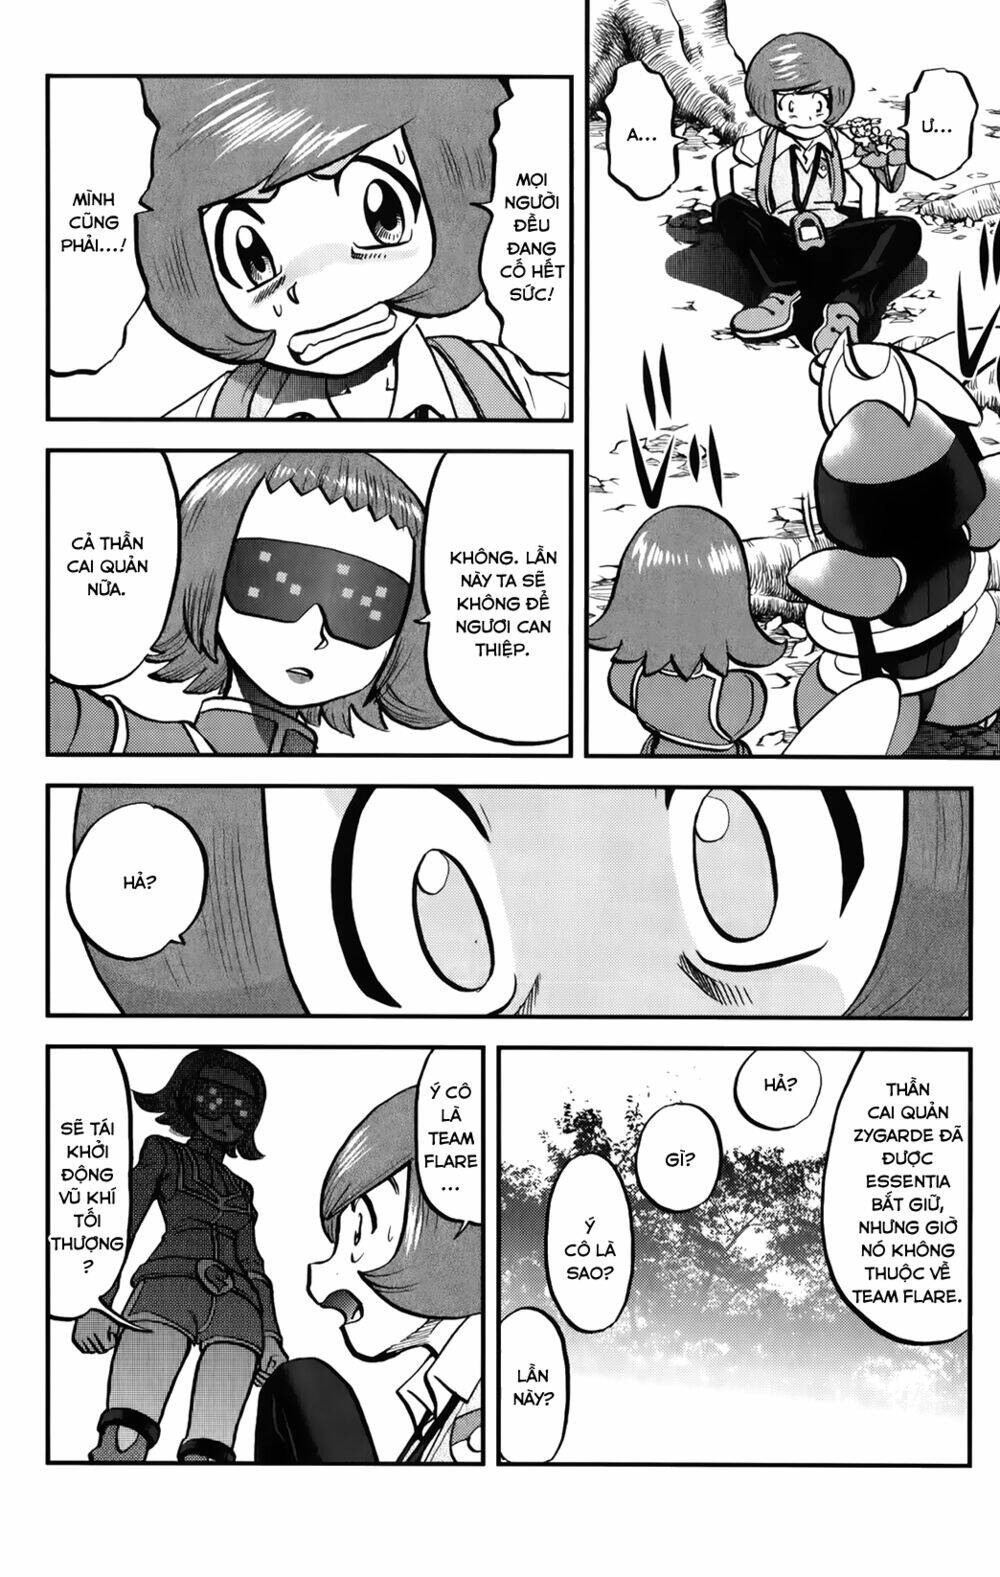 Ư...
A...
MỌI
NGƯỜI
ĐỀU
ĐANG
CỐ HẾT
SỨC!
MÌNH
CŨNG
PHẢI...!
ビ
ビ
KHÔNG. LẦN
NÀY TA SẼ
KHÔNG ĐỂ
NGƯƠI CAN
THIỆP.
CẢ THẦN
CAI QUẢN
NỮA.
HẢ?
THẦN
CAI QUẢN
ZYGARDE ĐÃ
ĐƯỢC
ESSENTIA
BẮT GIỮ,
NHƯNG GIỜ
NÓ KHÔNG
THUỘC VỀ
TEAM FLARE.
HẢ?
GÌ?
Ý
CÔ LÀ
SAO?
LẦN
NÀY?
Ý CÔ
LÀ
TEAM
FLARE
...
SẼ TÁI
KHỞI
ĐỘNG
VŨ KHÍ
TỐI
THƯỢNG
?